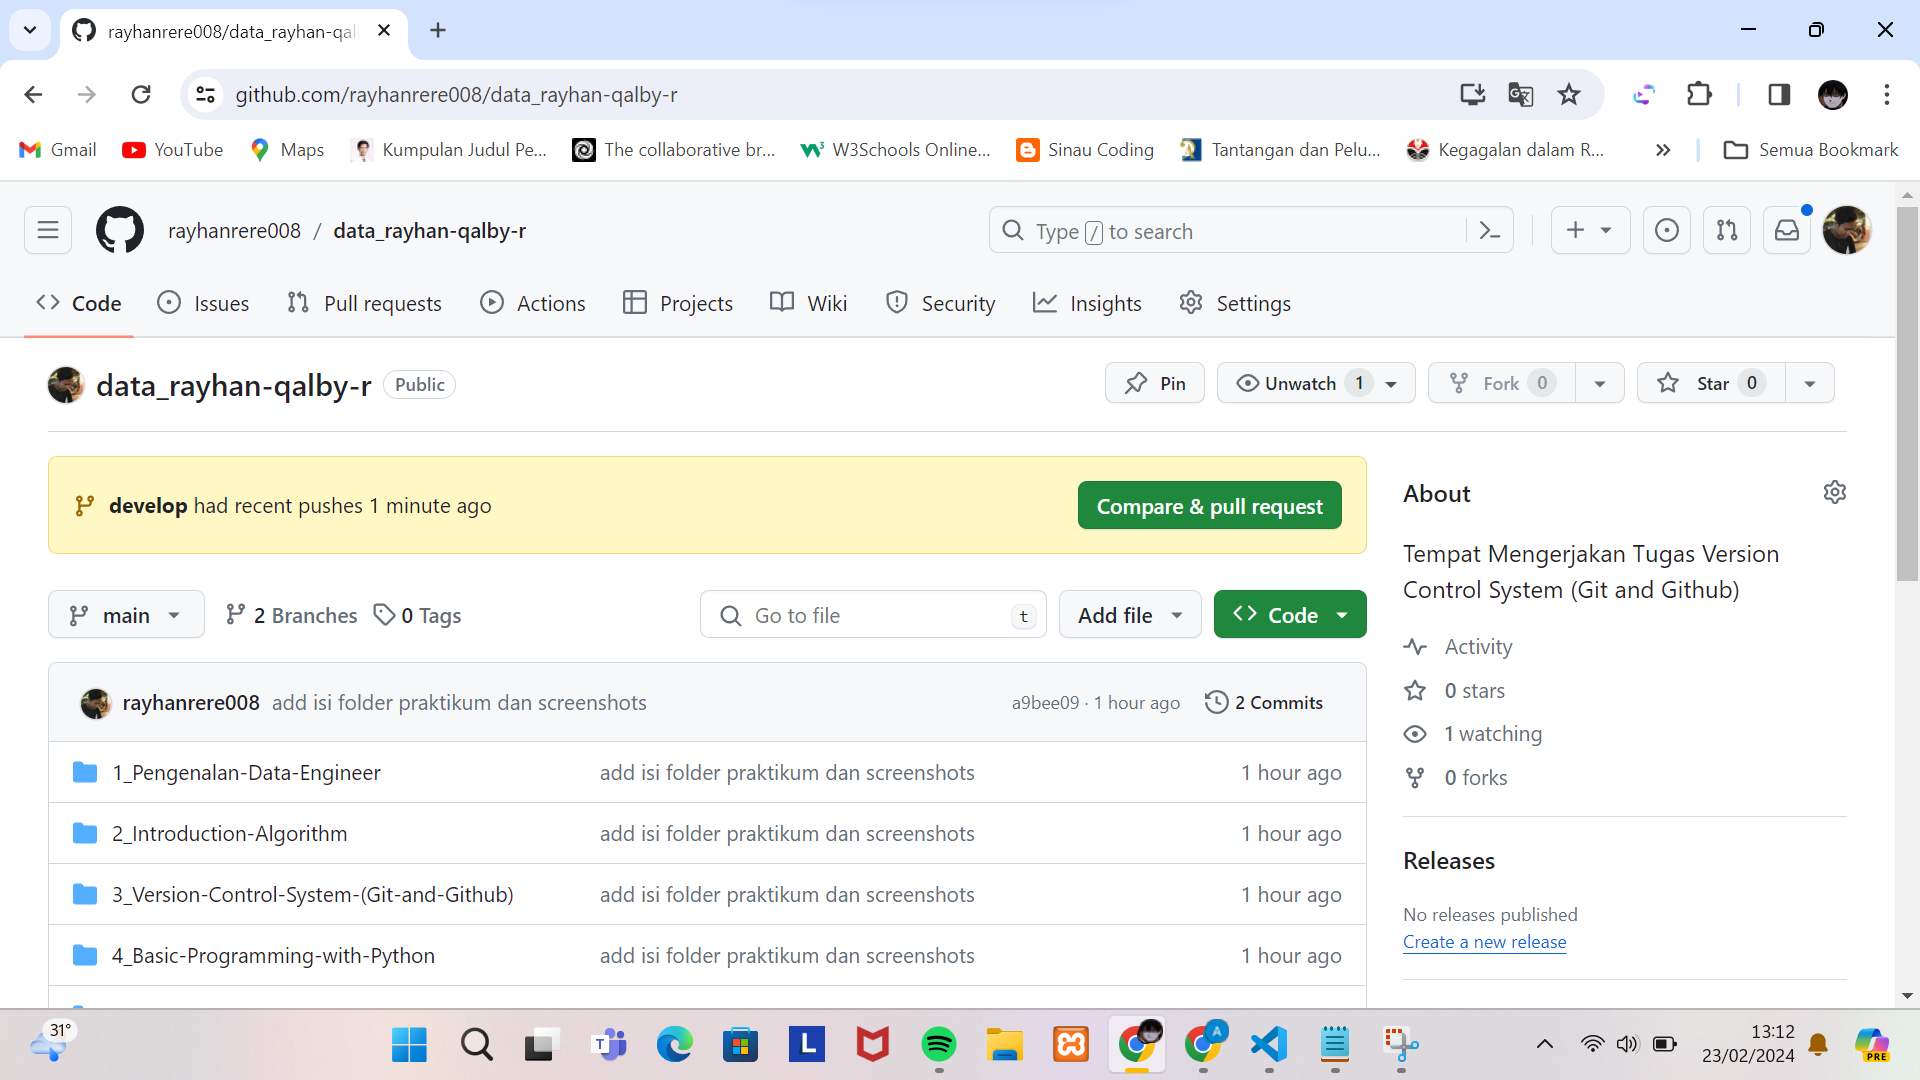 rayhanrere008/data_rayhan-qal
github.com/rayhanrere008/data_rayhan-qalby-r
Gmail YouTube Maps Kumpulan Judul Pe... The collaborative br... W3Schools Online... Sinau Coding Tantangan dan Pelu... Kegagalan dalam R... » Semua Bookmark
rayhanrere008 / data_rayhan-qalby-r Type / to search
Code Issues Pull requests Actions Projects Wiki Security Insights Settings
data_rayhan-qalby-r Public Pin Unwatch 1 Fork 0 Star 0
develop had recent pushes 1 minute ago Compare & pull request
main 2 Branches 0 Tags Go to file t Add file Code
rayhanrere008 add isi folder praktikum dan screenshots a9bee09 · 1 hour ago 2 Commits
1_Pengenalan-Data-Engineer add isi folder praktikum dan screenshots 1 hour ago
2_Introduction-Algorithm add isi folder praktikum dan screenshots 1 hour ago
3_Version-Control-System-(Git-and-Github) add isi folder praktikum dan screenshots 1 hour ago
4_Basic-Programming-with-Python add isi folder praktikum dan screenshots 1 hour ago
About
Tempat Mengerjakan Tugas Version
Control System (Git and Github)
Activity
0 stars
1 watching
0 forks
Releases
No releases published
Create a new release
31°
L
A
13:12
23/02/2024
PRE